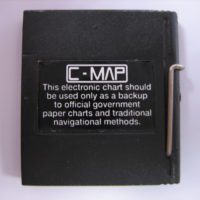 C-MAP
This electronic chart should
be used only as a backup
to official government
paper charts and traditional
navigational methods.